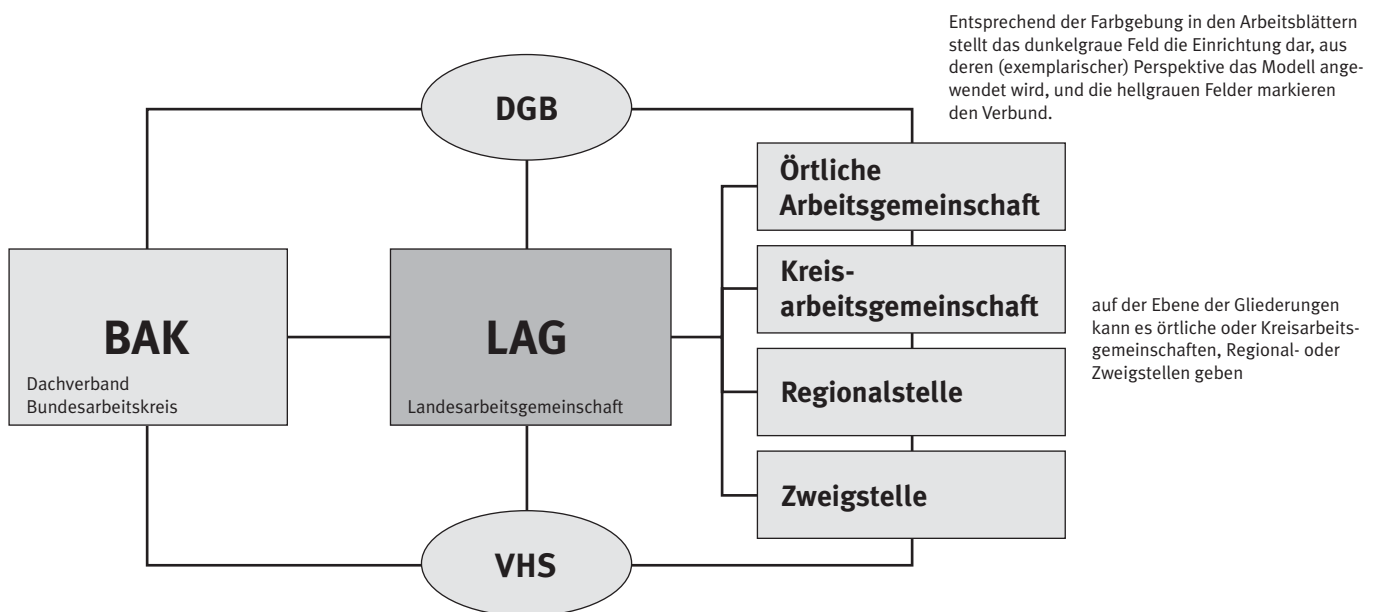 Entsprechend der Farbgebung in den Arbeitsblättern
stellt das dunkelgraue Feld die Einrichtung dar, aus
deren (exemplarischer) Perspektive das Modell ange-
wendet wird, und die hellgrauen Felder markieren
den Verbund.
DGB
Örtliche
Arbeitsgemeinschaft
Kreis-
arbeitsgemeinschaft
BAK
Dachverband
Bundesarbeitskreis
LAG
Landesarbeitsgemeinschaft
auf der Ebene der Gliederungen
kann es örtliche oder Kreisarbeits-
gemeinschaften, Regional- oder
Zweigstellen geben
Regionalstelle
Zweigstelle
VHS